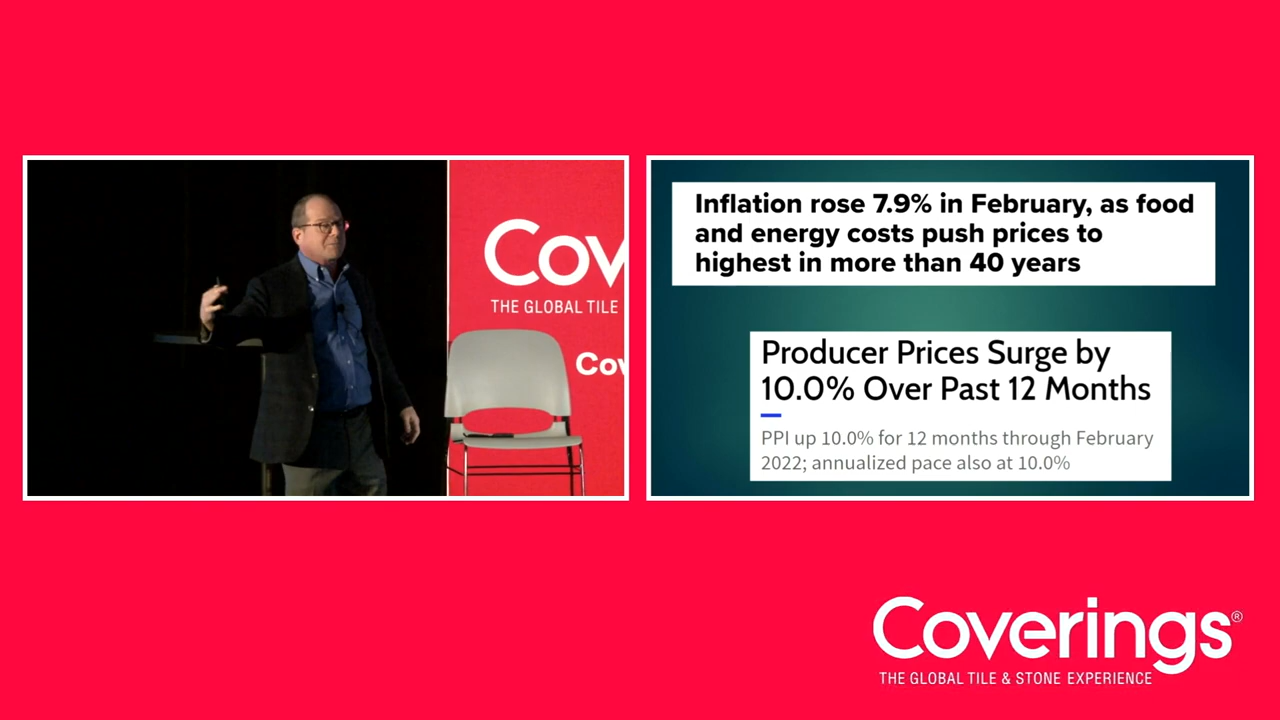 Cov
THE GLOBAL TILE
Cov
Inflation rose 7.9% in February, as food
and energy costs push prices to
highest in more than 40 years
Producer Prices Surge by
10.0% Over Past 12 Months
PPI up 10.0% for 12 months through February
2022; annualized pace also at 10.0%
Coverings®
THE GLOBAL TILE & STONE EXPERIENCE